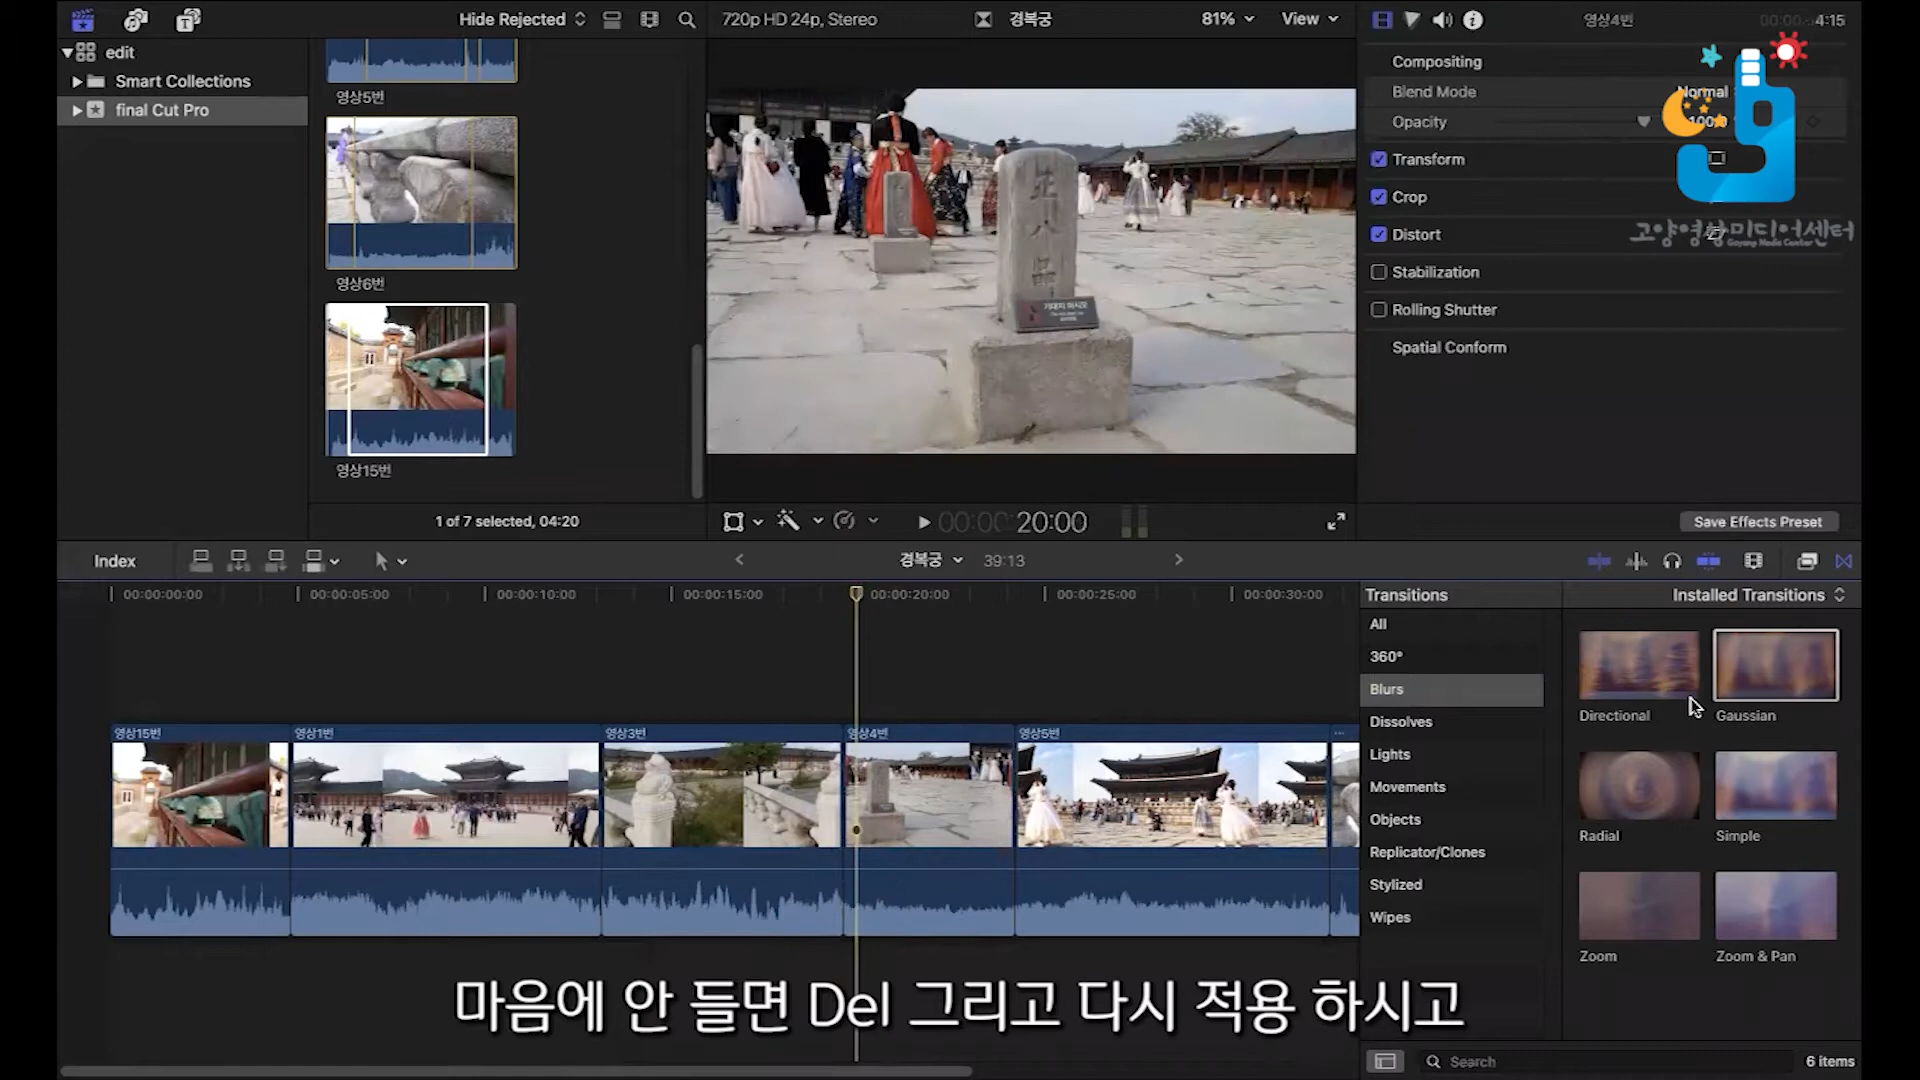 Hide Rejected
720p HD 24p, Stereo
경복궁
81%
View
영상4번
4:15
edit
Smart Collections
final Cut Pro
영상5번
영상6번
영상15번
1 of 7 selected, 04:20
00:00:20:00
Compositing
Blend Mode
Normal
Opacity
100.0
Transform
Crop
Distort
Stabilization
Rolling Shutter
Spatial Conform
고양영상미디어센터
Goyang Media Center
Save Effects Preset
Index
경복궁
39:13
00:00:00:00
00:00:05:00
00:00:10:00
00:00:15:00
00:00:20:00
00:00:25:00
00:00:30:00
영상15번
영상1번
영상3번
영상4번
영상5번
Transitions
Installed Transitions
All
360°
Blurs
Dissolves
Lights
Movements
Objects
Replicator/Clones
Stylized
Wipes
Directional
Gaussian
Radial
Simple
Zoom
Zoom & Pan
마음에 안 들면 Del 그리고 다시 적용 하시고
Search
6 items